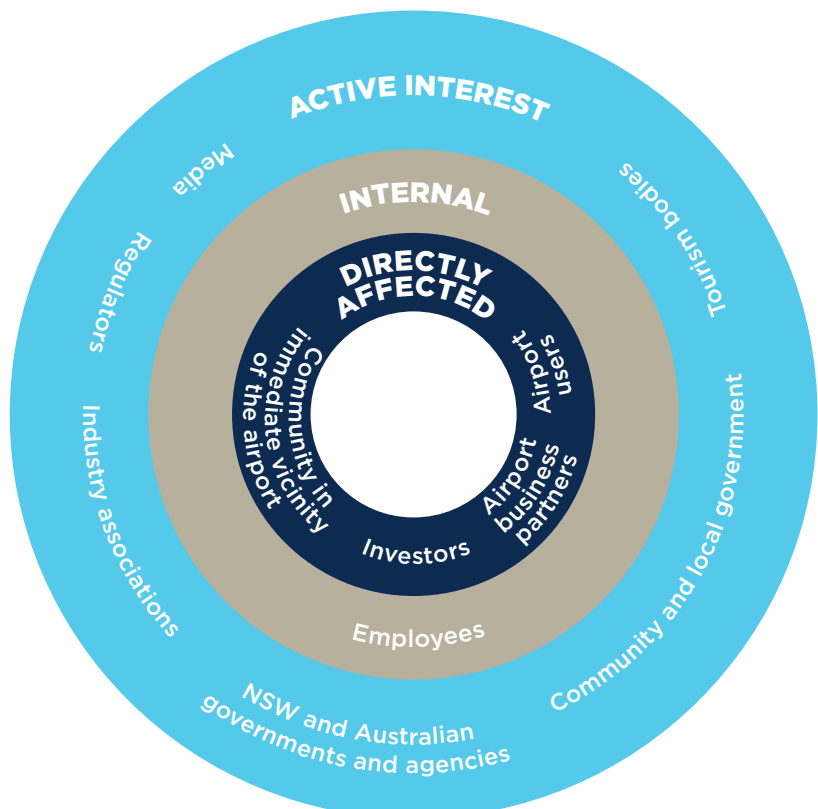 ACTIVE INTEREST
Media
Regulators
Industry associations
NSW and Australian
governments and agencies
Community and local government
Tourism bodies
INTERNAL
Employees
DIRECTLY
AFFECTED
Community in
immediate vicinity
of the airport
Investors
Airport
business
partners
Airport
users